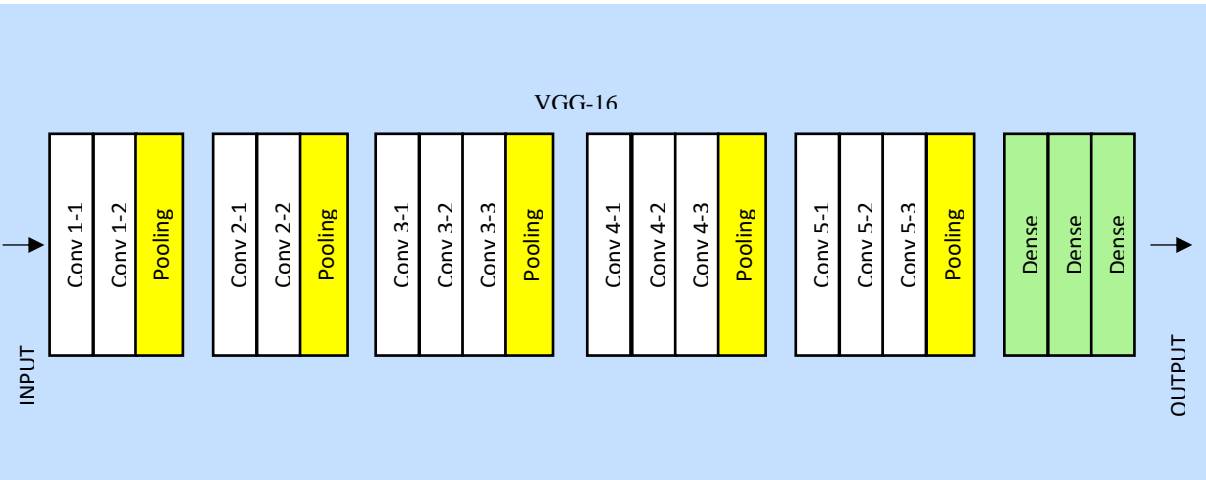 VGG-16
Conv 1-1
Conv 1-2
Pooling
Conv 2-1
Conv 2-2
Pooling
Conv 3-1
Conv 3-2
Conv 3-3
Pooling
Conv 4-1
Conv 4-2
Conv 4-3
Pooling
Conv 5-1
Conv 5-2
Conv 5-3
Pooling
Dense
Dense
Dense
INPUT
OUTPUT